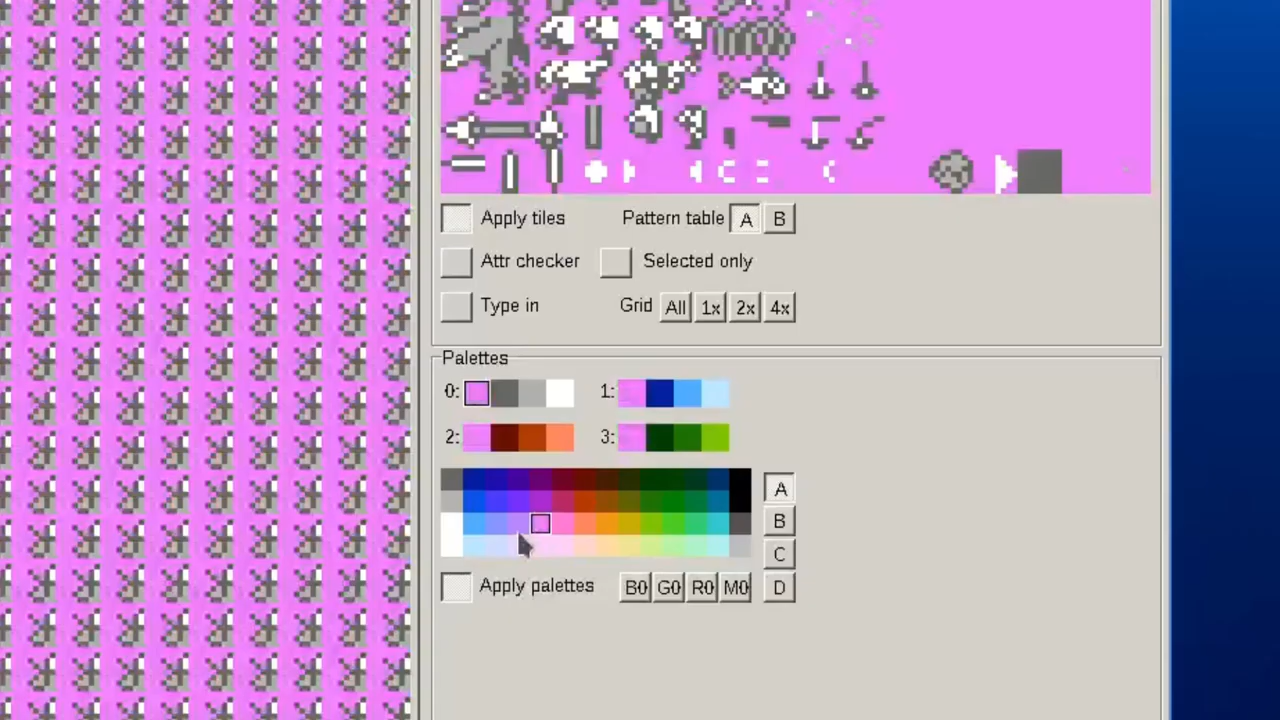 Apply tiles Pattern table A B
Attr checker Selected only
Type in Grid All 1x 2x 4x
Palettes
0: 1:
2: 3:
A
B
C
Apply palettes B0 G0 R0 M0 D